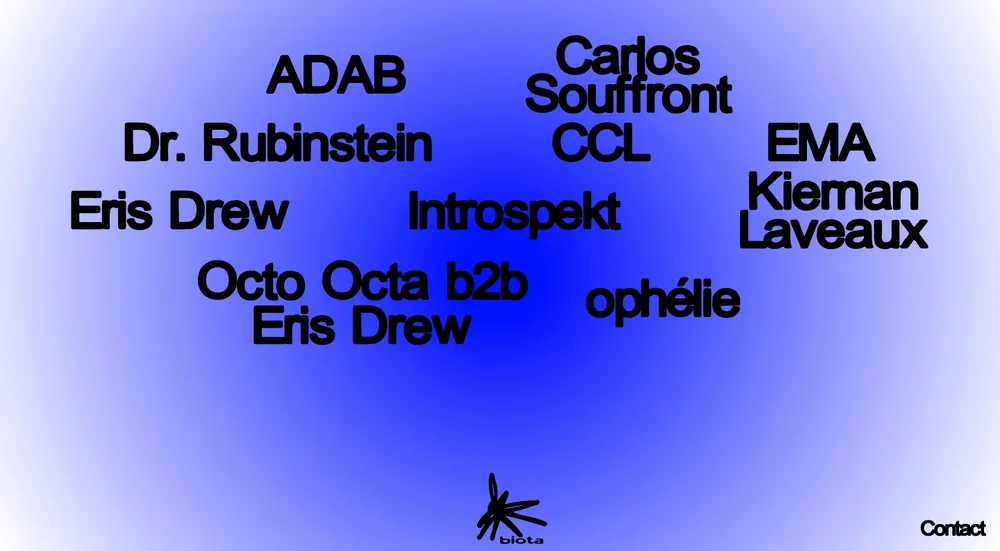 ADAB
Carlos
Souffront
Dr. Rubinstein
CCL
EMA
Eris Drew
Introspekt
Kiernan
Laveaux
Octo Octa b2b
Eris Drew
ophélie
biota
Contact